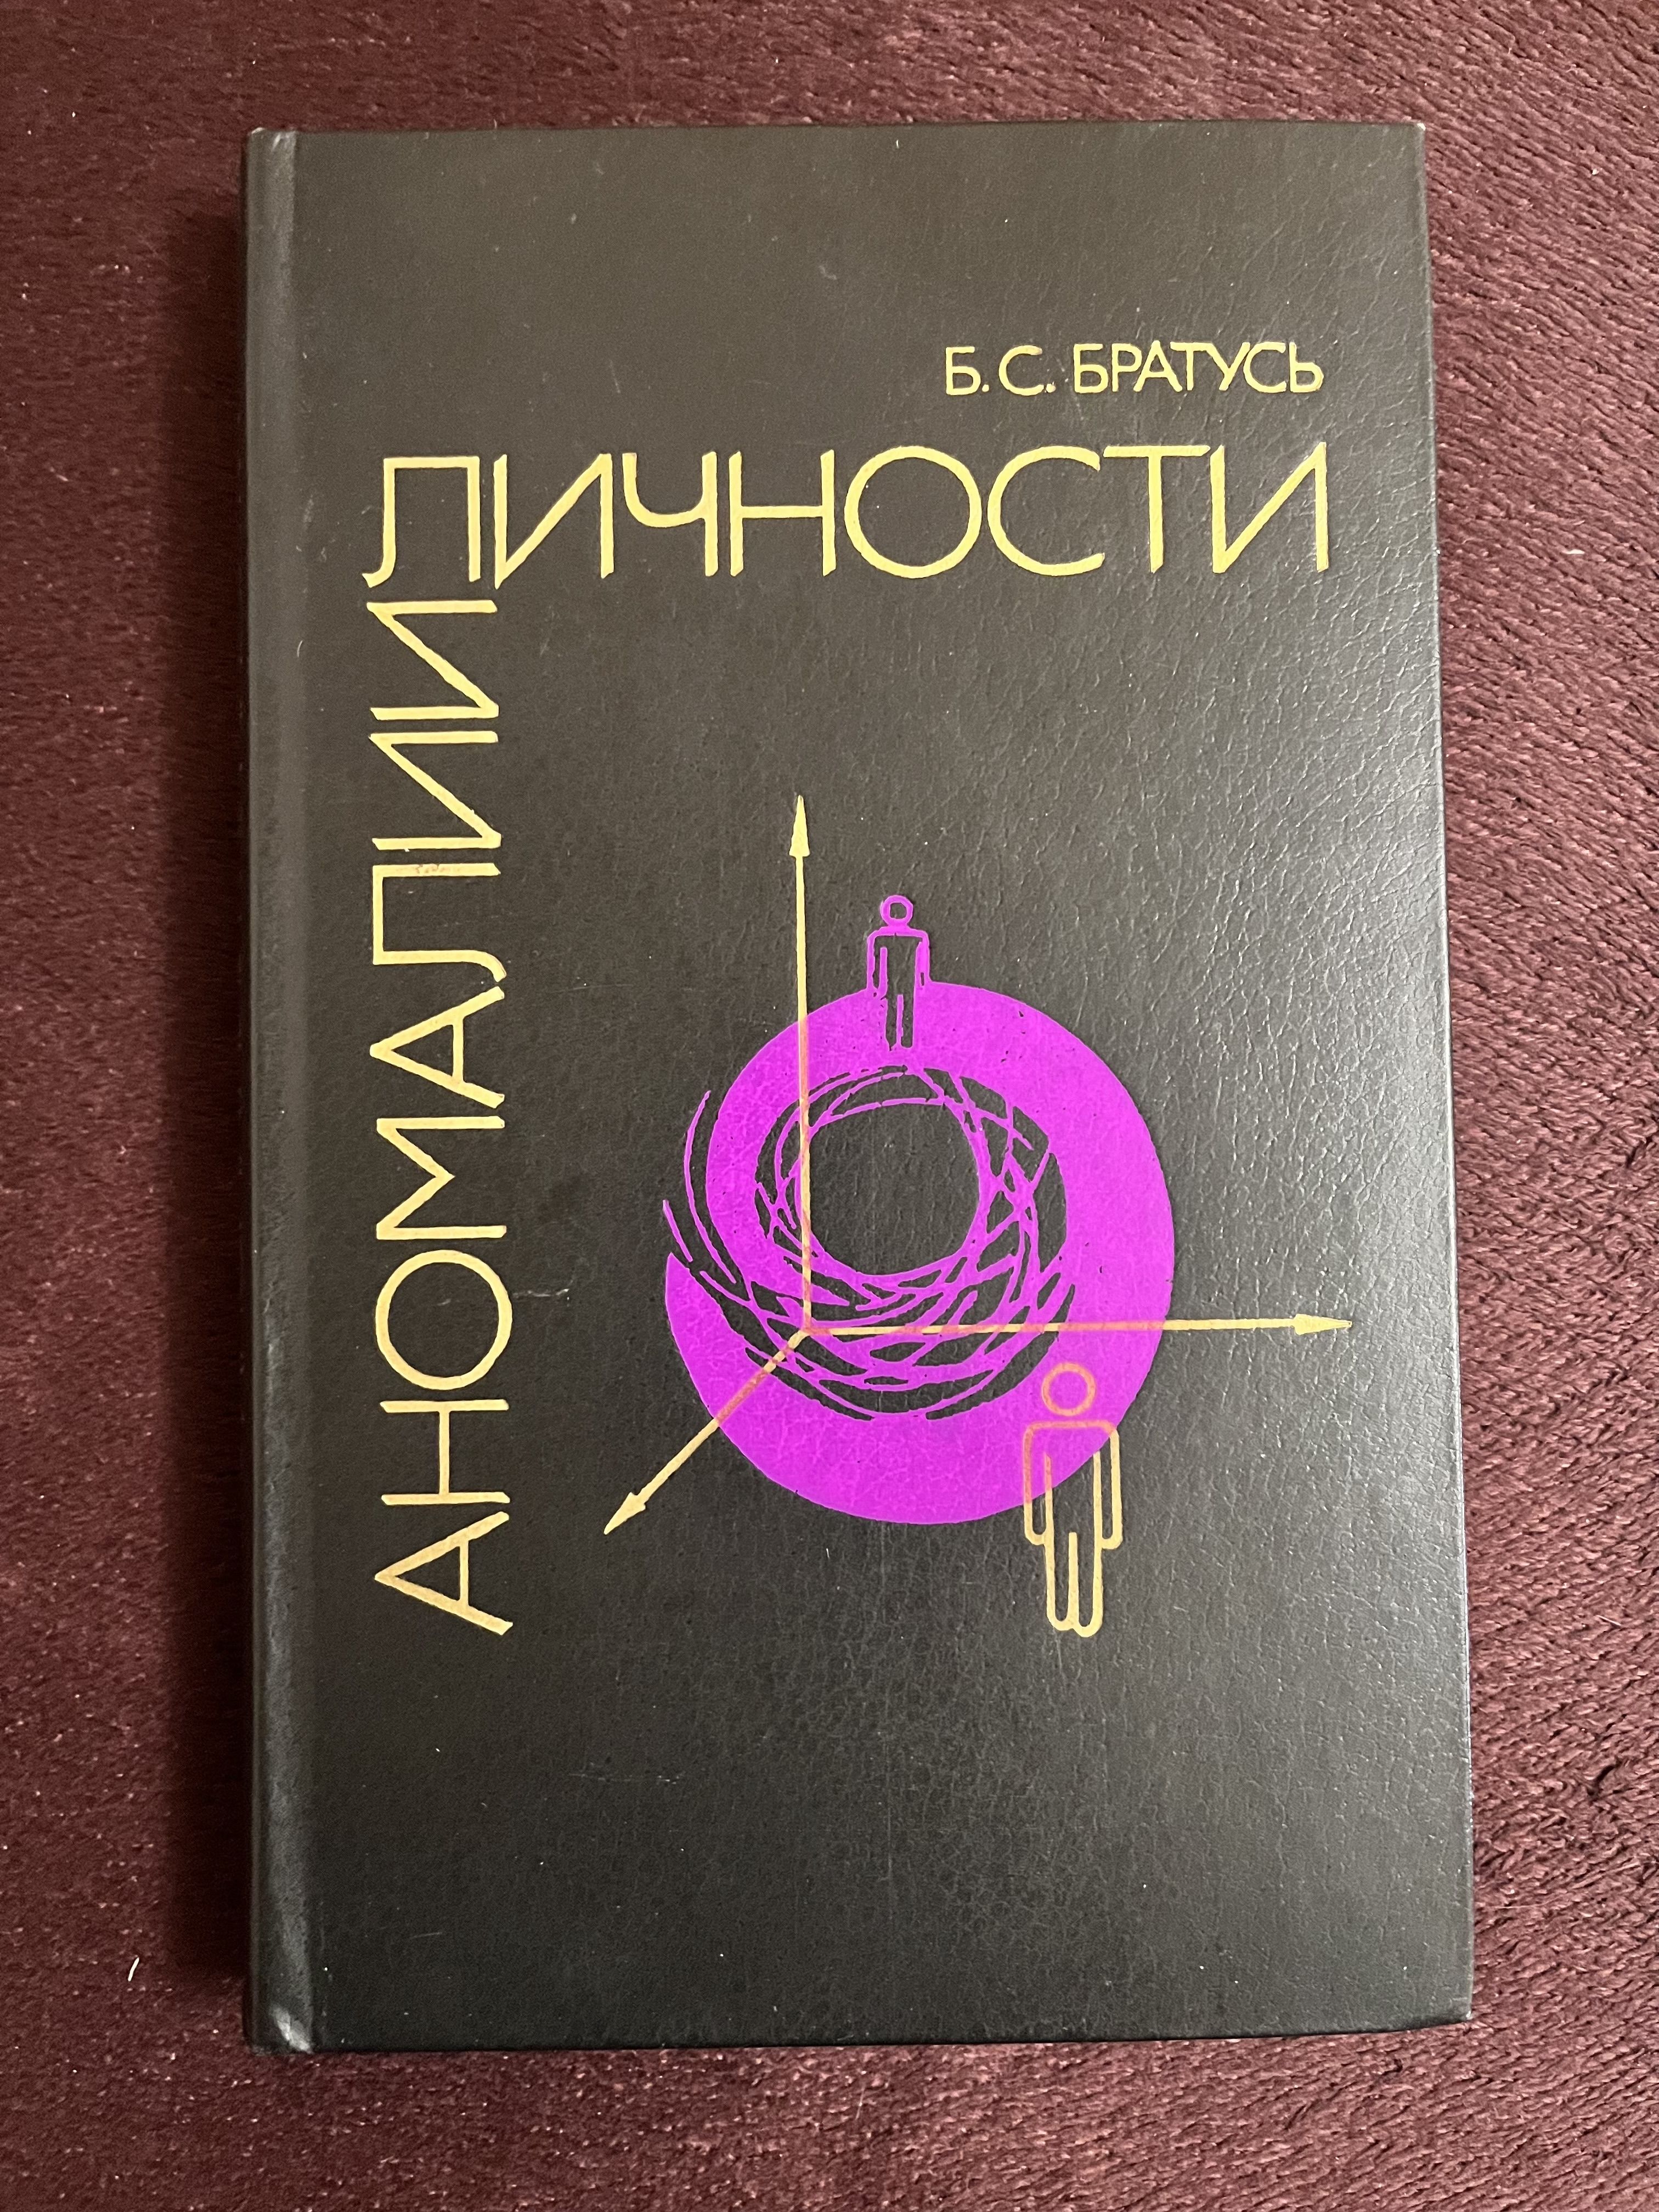 Б. С. БРАТУСЬ
АНОМАЛИИ
ЛИЧНОСТИ